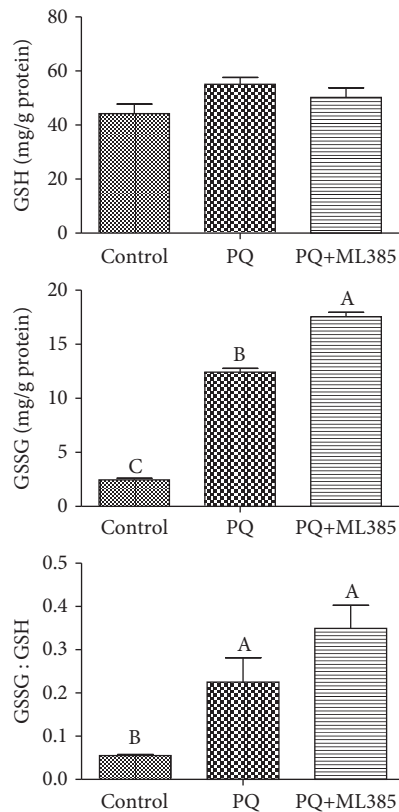 GSH (mg/g protein)
80
60
40
20
0
Control PQ PQ+ML385
GSSG (mg/g protein)
20
15
10
5
0
C B A
Control PQ PQ+ML385
GSSG : GSH
0.5
0.4
0.3
0.2
0.1
0.0
B A A
Control PQ PQ+ML385